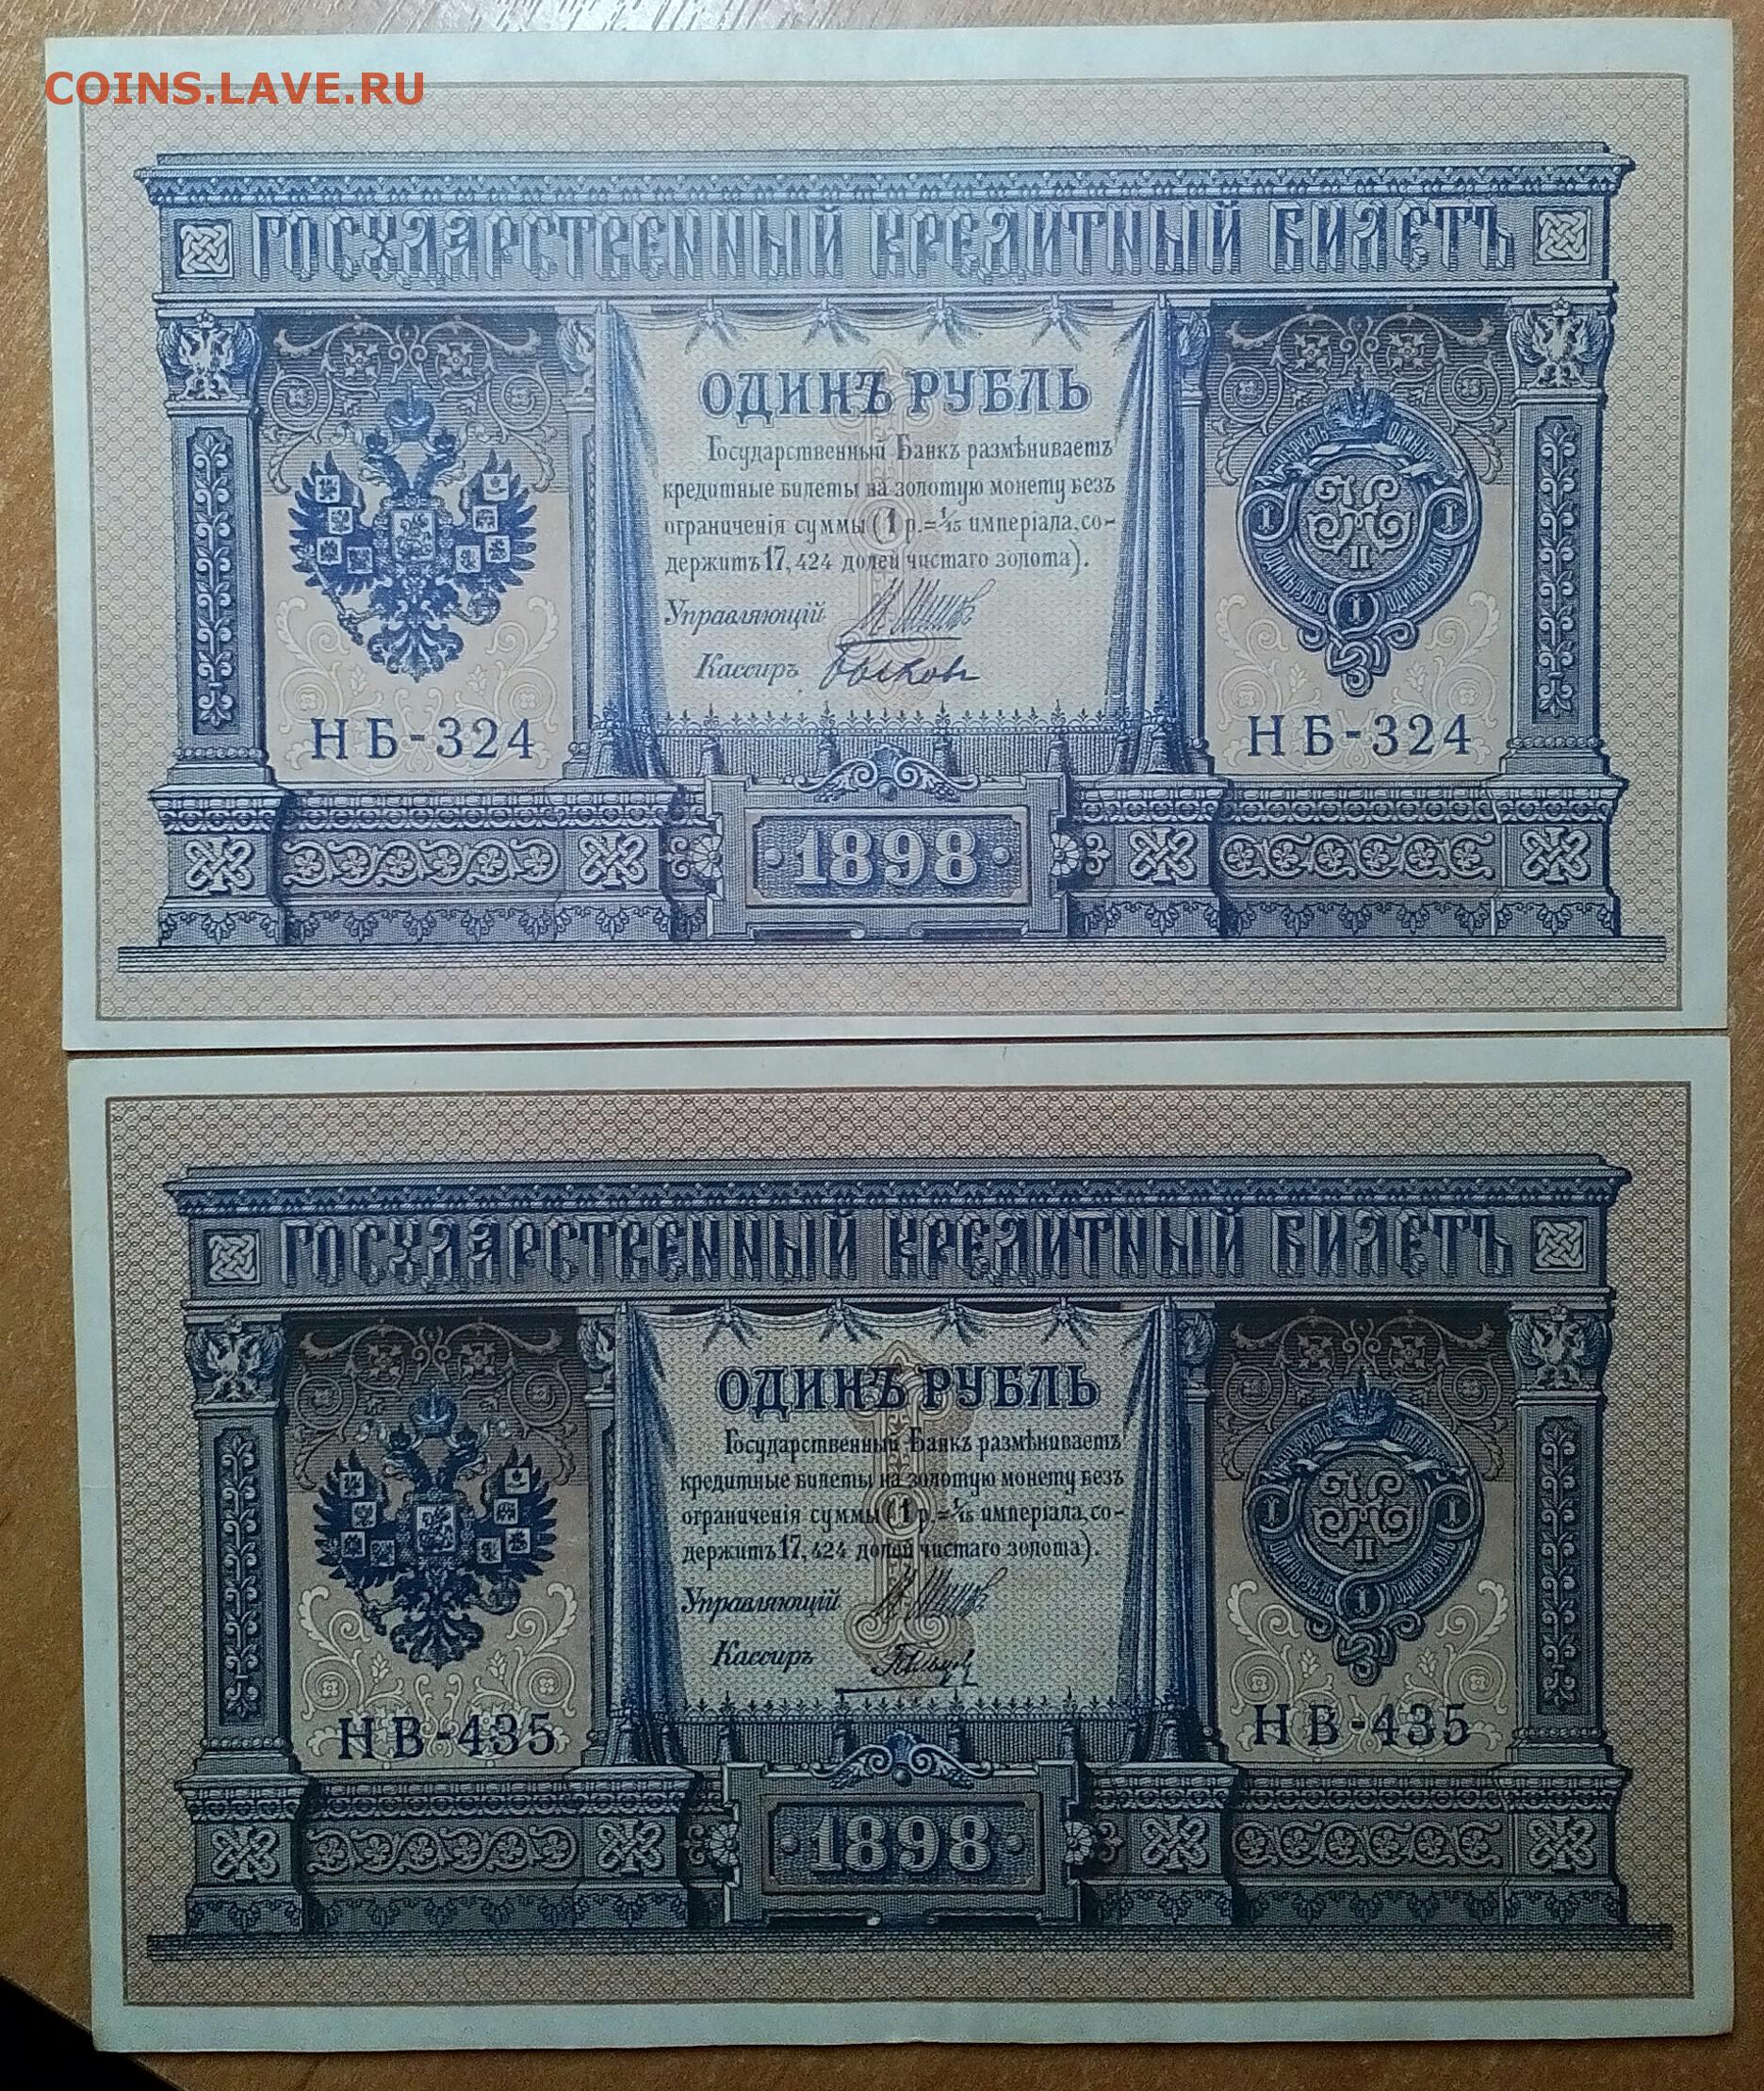 COINS.LAVE.RU
ГОСУДАРСТВЕННЫЙ КРЕДИТНЫЙ БИЛЕТЪ
ОДИНЪ РУБЛЬ
Государственный Банкъ размѣниваетъ
кредитные билеты на золотую монету безъ
ограниченія суммы (1 р.=1/15 имперіала, со-
держитъ 17,424 долей чистаго золота).
Управляющій
Кассиръ Быковъ
НБ-324
НБ-324
II
1898
ГОСУДАРСТВЕННЫЙ КРЕДИТНЫЙ БИЛЕТЪ
ОДИНЪ РУБЛЬ
Государственный Банкъ размѣниваетъ
кредитные билеты на золотую монету безъ
ограниченія суммы (1 р.=1/15 имперіала, со-
держитъ 17,424 долей чистаго золота).
Управляющій
Кассиръ
НВ-435
НВ-435
II
1898